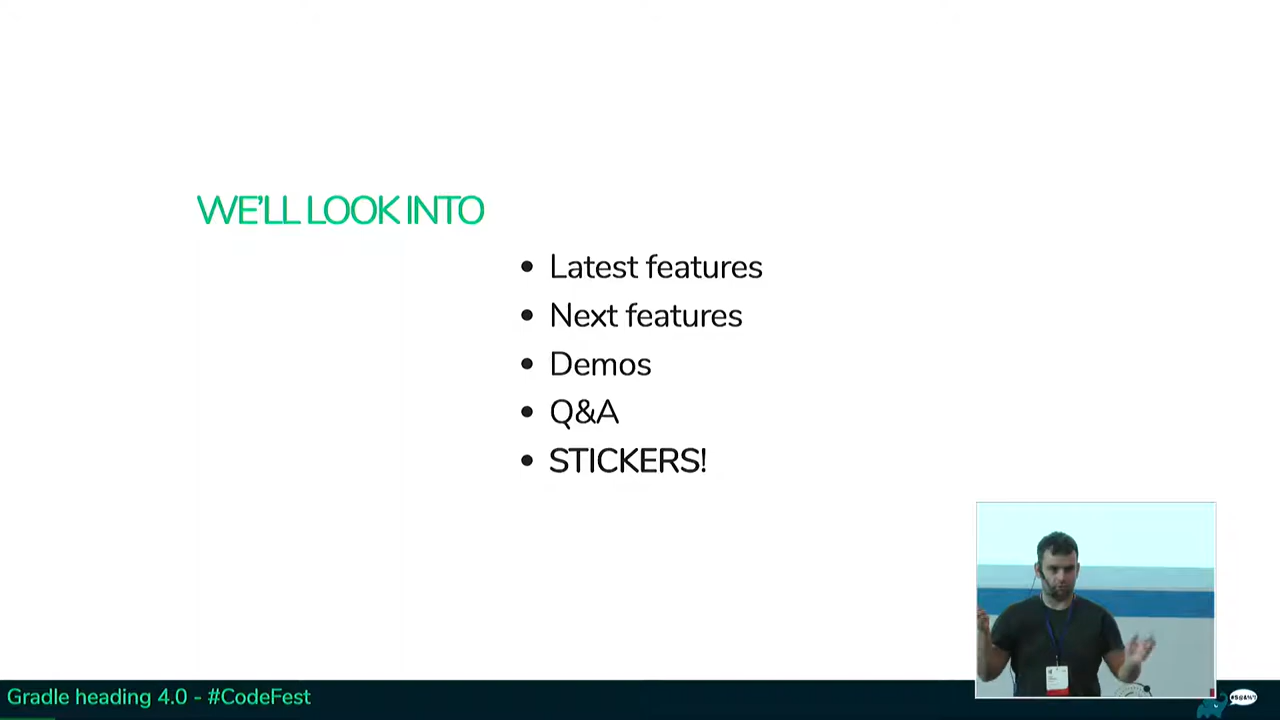 WE'LL LOOK INTO
• Latest features
• Next features
• Demos
• Q&A
• STICKERS!
Gradle heading 4.0 - #CodeFest